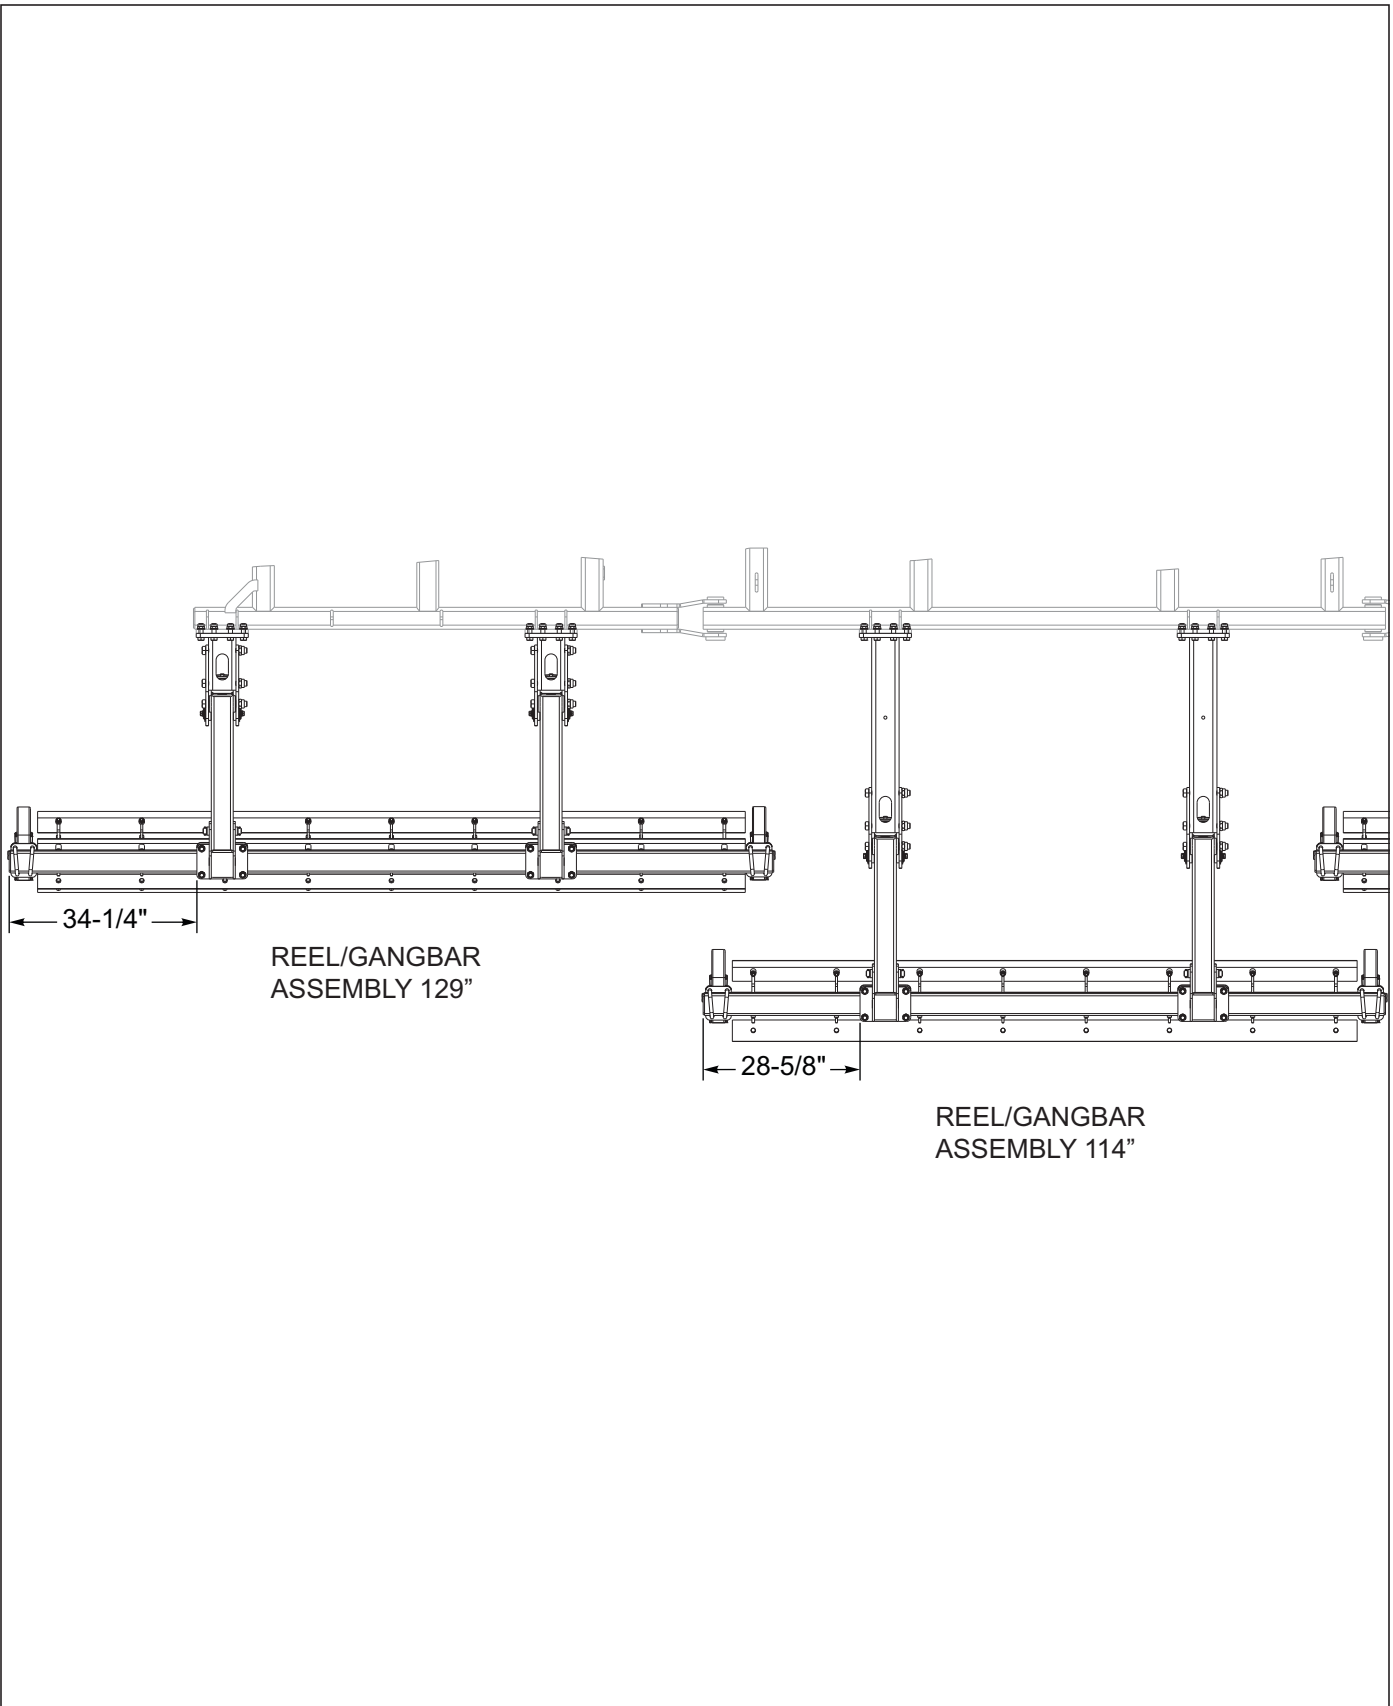 34-1/4"
REEL/GANGBAR
ASSEMBLY 129”
28-5/8"
REEL/GANGBAR
ASSEMBLY 114”